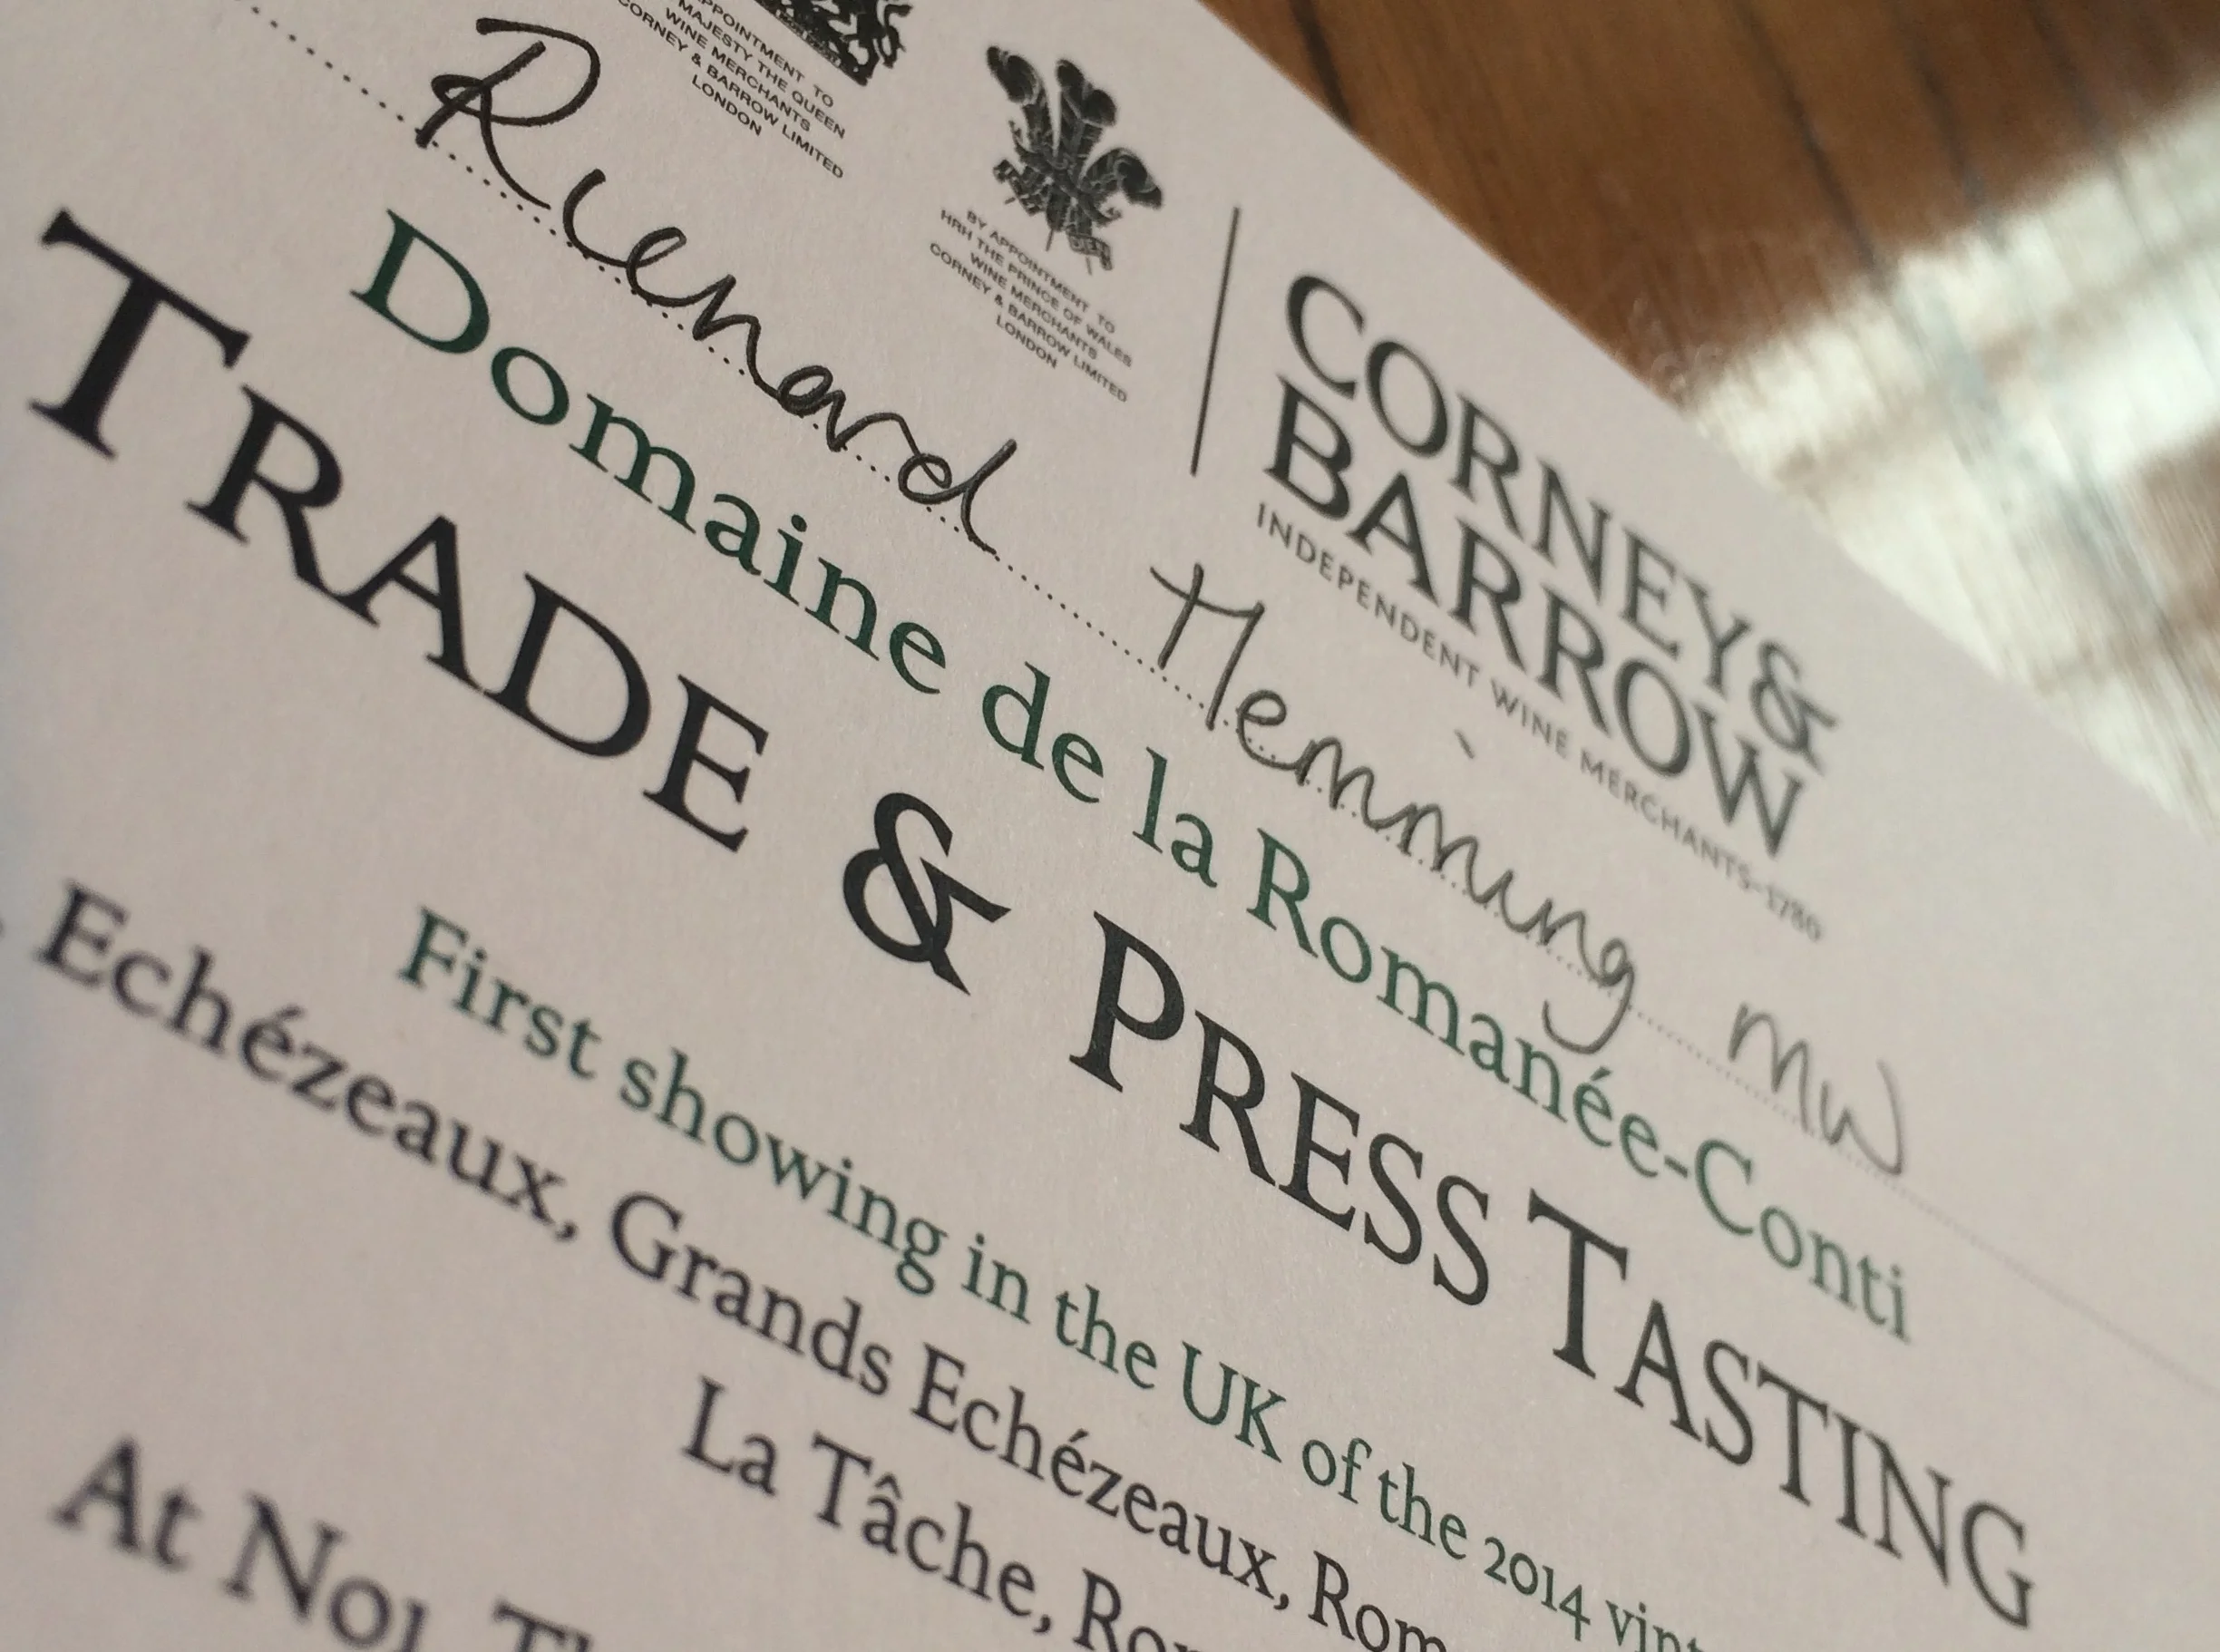 APPOINTMENT TO
MAJESTY THE QUEEN
WINE MERCHANTS
CORNEY & BARROW LIMITED
LONDON
BY APPOINTMENT TO
HRH THE PRINCE OF WALES
WINE MERCHANTS
CORNEY & BARROW LIMITED
LONDON
CORNEY &
BARROW
INDEPENDENT WINE MERCHANTS-1780
Richard Hemming MW
Domaine de la Romanée-Conti
TRADE & PRESS TASTING
First showing in the UK of the 2014
Echézeaux, Grands Echézeaux,
La Tâche,
At No1